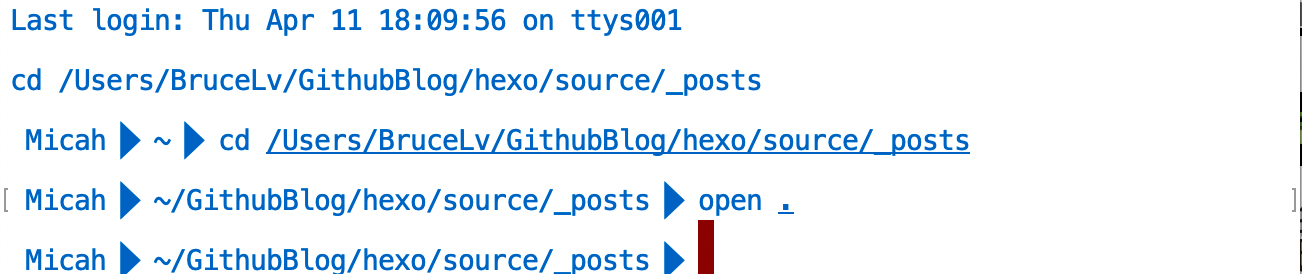 Last login: Thu Apr 11 18:09:56 on ttys001
cd /Users/BruceLv/GithubBlog/hexo/source/_posts
Micah ~ cd /Users/BruceLv/GithubBlog/hexo/source/_posts
[ Micah ~/GithubBlog/hexo/source/_posts open . ]
Micah ~/GithubBlog/hexo/source/_posts